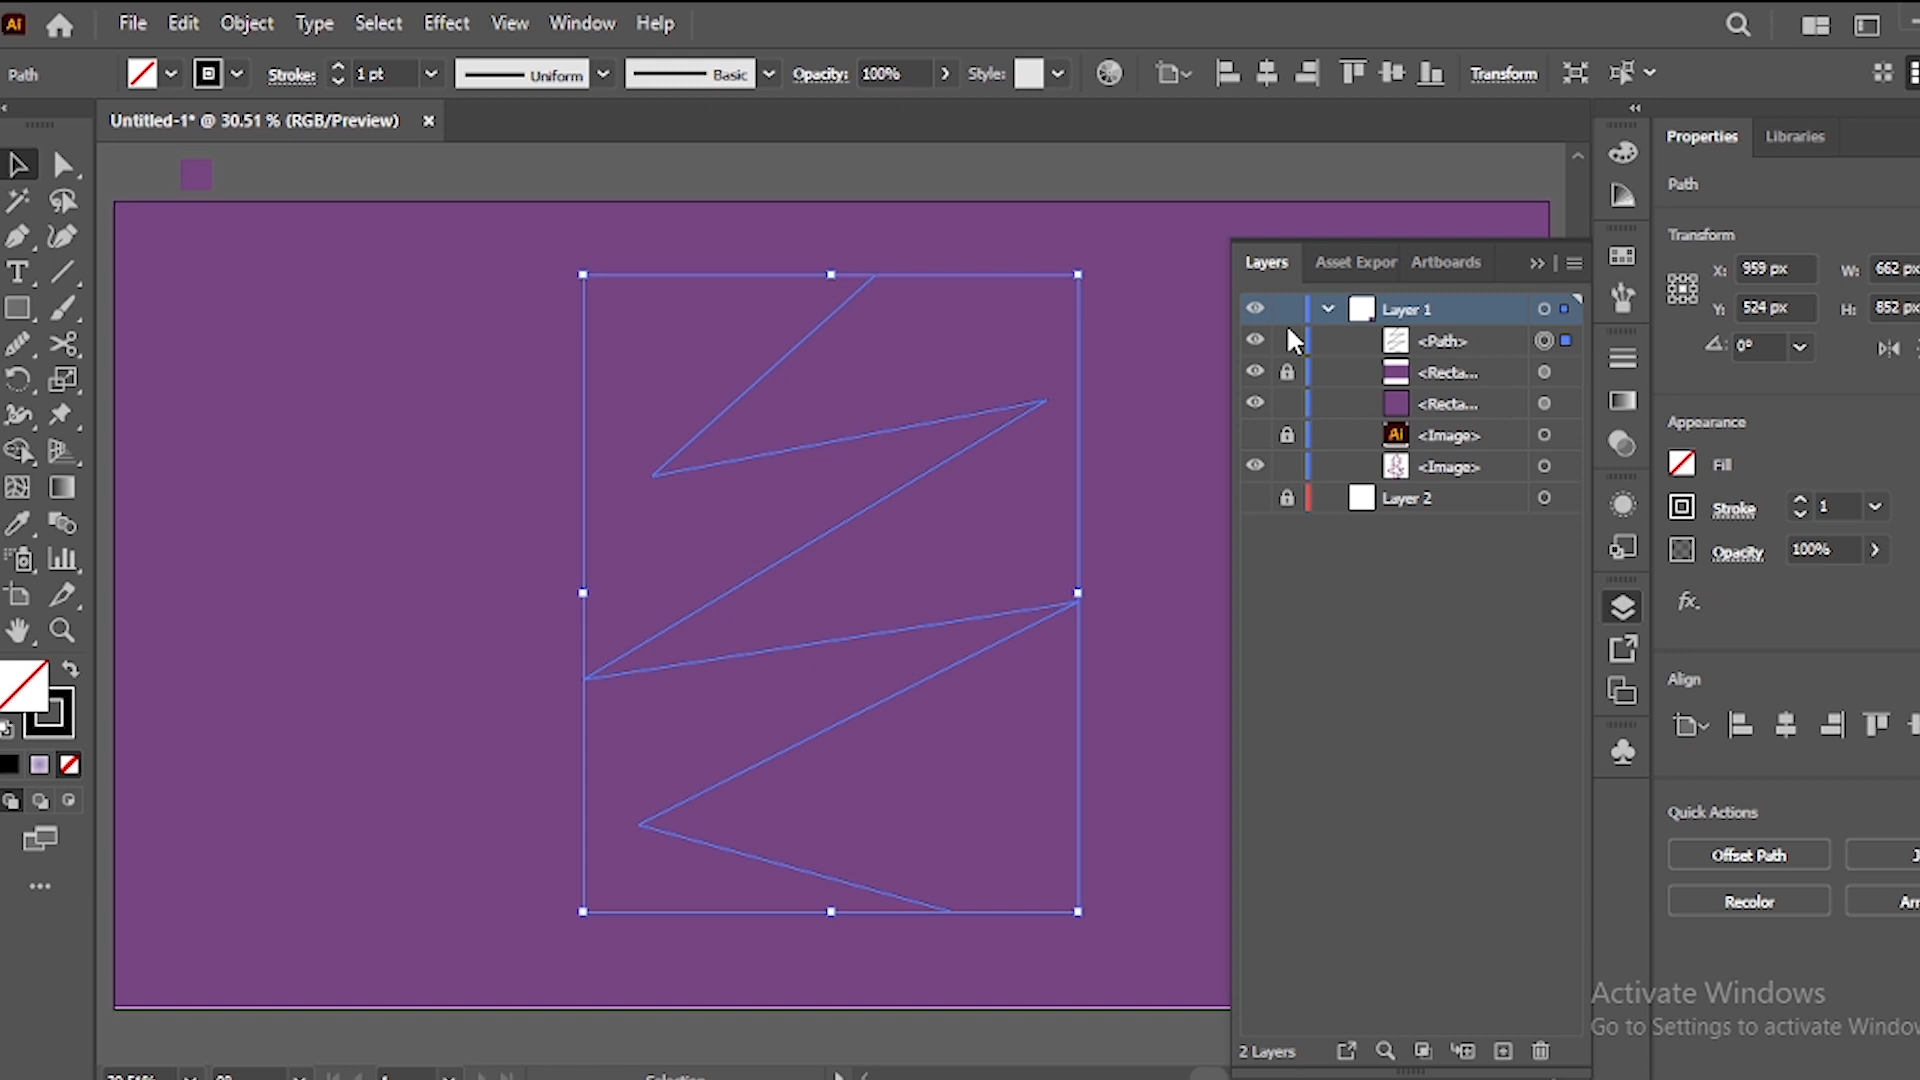 Ai File Edit Object Type Select Effect View Window Help
Path Stroke: 1 pt Uniform Basic Opacity: 100% Style: Transform
Untitled-1* @ 30.51 % (RGB/Preview) ×
Properties Libraries
Path
Transform
X: 959 px W: 662 px
Y: 524 px H: 852 px
0°
Layers Asset Expor Artboards
Layer 1
<Path>
<Recta...
<Recta...
Ai <Image>
<Image>
Layer 2
Appearance
Fill
Stroke 1
Opacity 100%
fx.
Align
Quick Actions
Offset Path
Recolor
Activate Windows
Go to Settings to activate Window
2 Layers